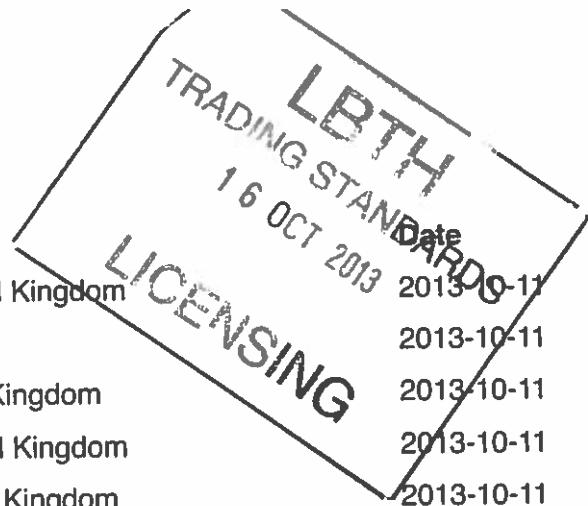 LBTH
TRADING STANDARDS
16 OCT 2013
LICENSING
Date
Kingdom 2013-10-11
2013-10-11
Kingdom 2013-10-11
Kingdom 2013-10-11
Kingdom 2013-10-11